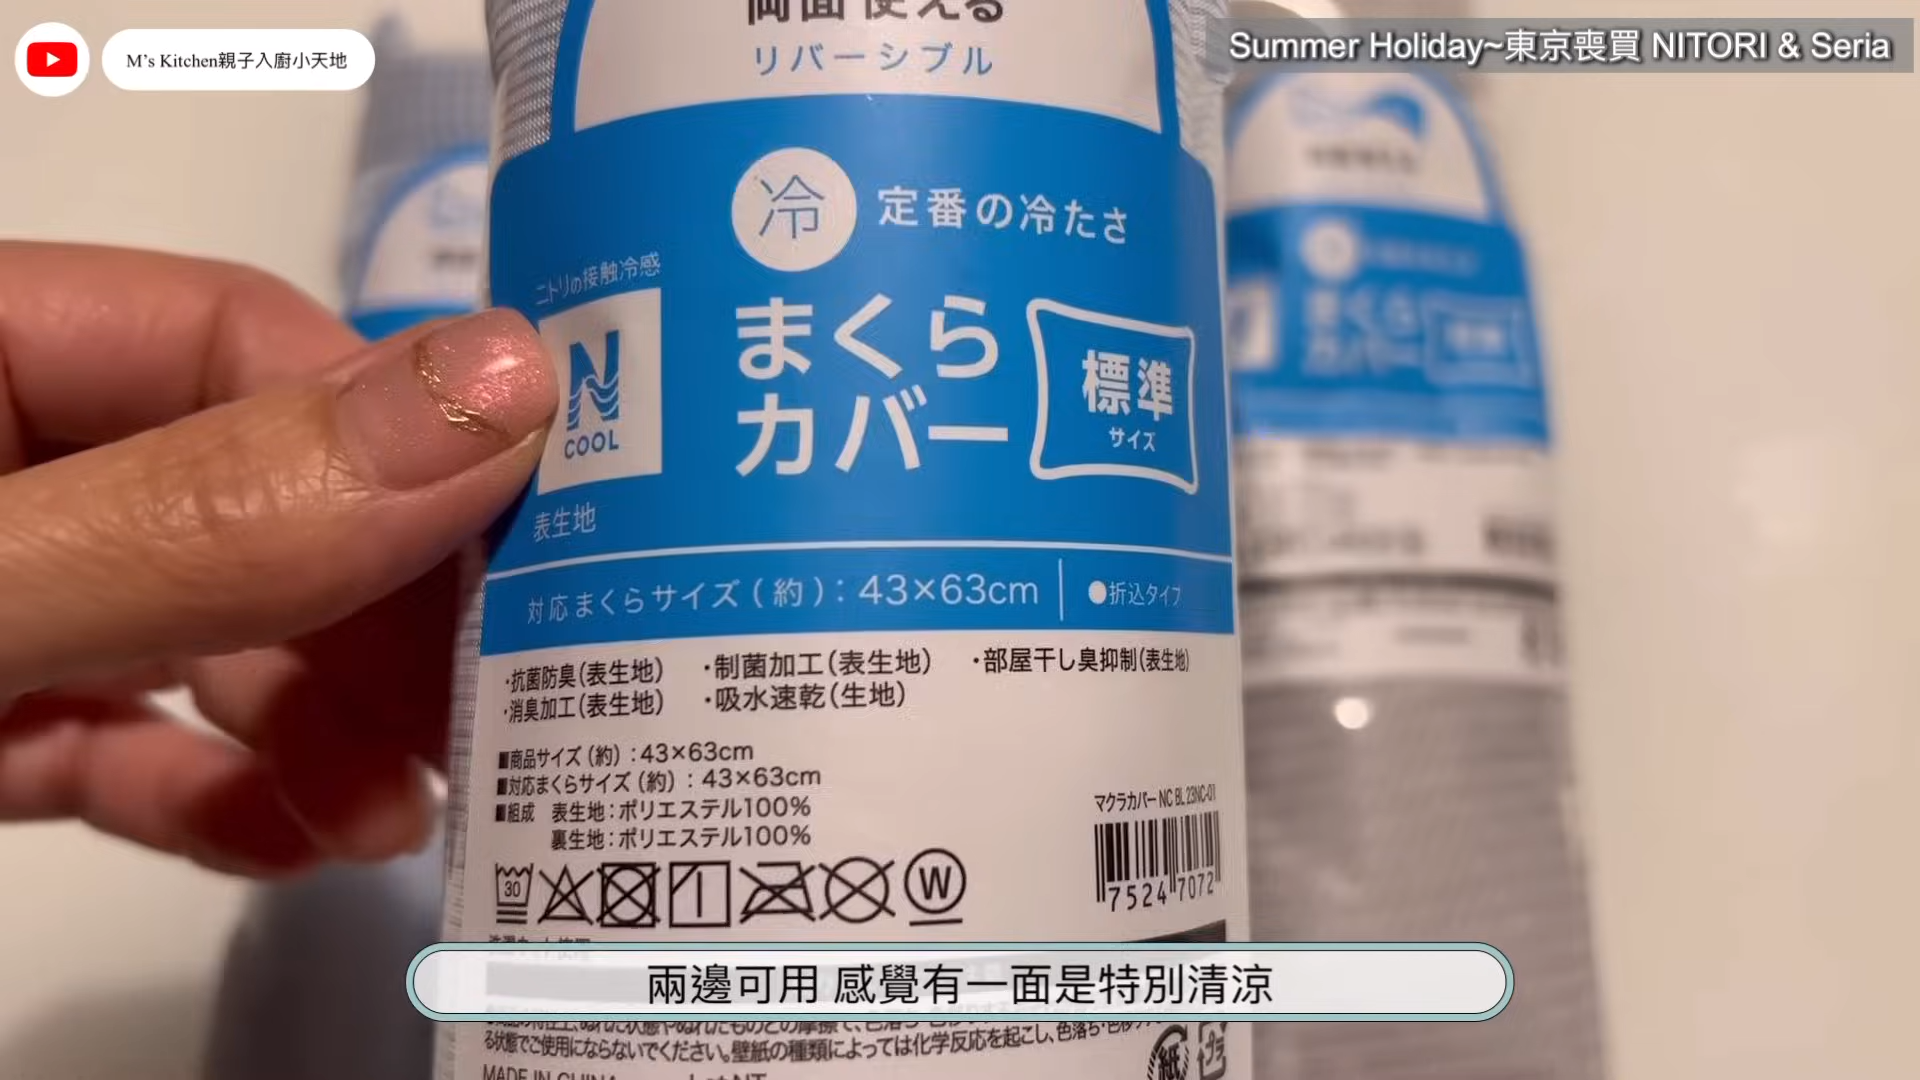 M's Kitchen親子入廚小天地
Summer Holiday~東京喪買 NITORI & Seria
両面使える
リバーシブル
冷 定番の冷たさ
ニトリの接触冷感
N
COOL
まくら
カバー
標準
サイズ
表生地
対応まくらサイズ(約):43×63cm
●折込タイプ
・抗菌防臭(表生地) ・制菌加工(表生地) ・部屋干し臭抑制(表生地)
・消臭加工(表生地) ・吸水速乾(生地)
■商品サイズ(約):43×63cm
■対応まくらサイズ(約):43×63cm
■組成 表生地:ポリエステル100%
裏生地:ポリエステル100%
マクラカバー NC BL 23NC-01
7524 7072
30
W
兩邊可用 感覺有一面是特別清涼
る状態でご使用にならないでください。壁紙の種類によっては化学反応を起こし、色落ち・色移り
MADE IN CHINA
紙
プラ